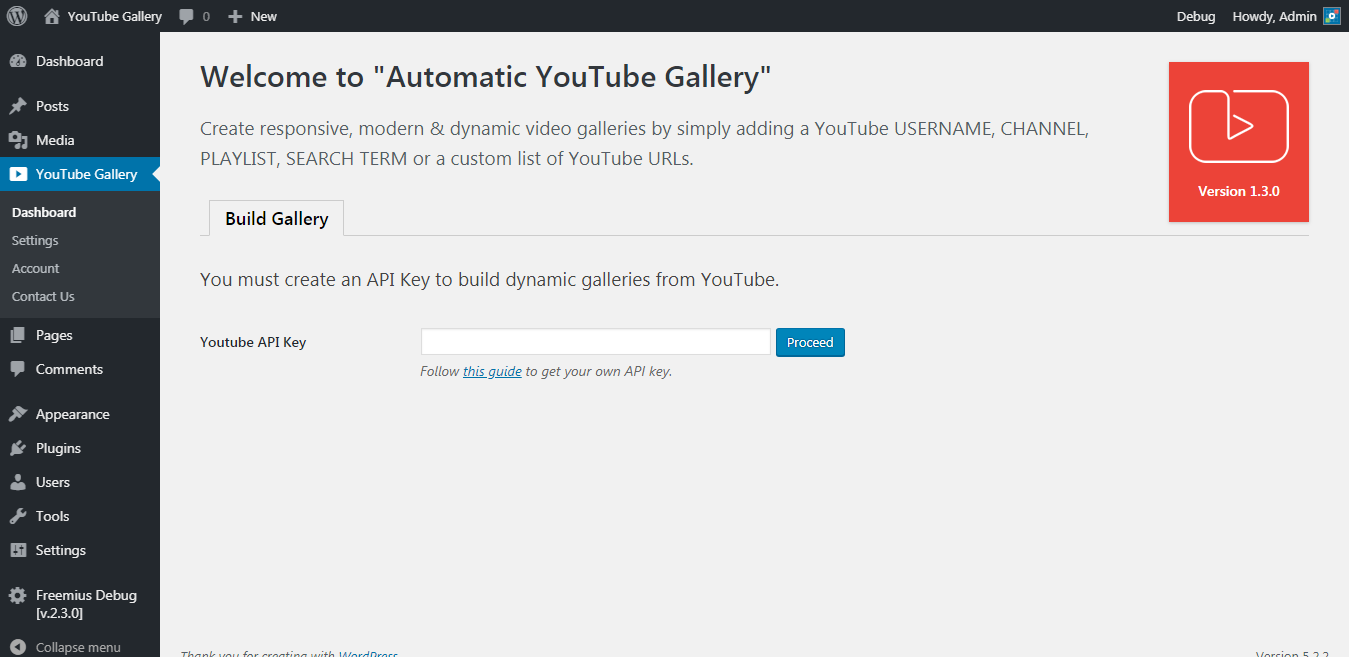 YouTube Gallery 0 New Debug Howdy, Admin
Dashboard
Posts
Media
YouTube Gallery
Dashboard
Settings
Account
Contact Us
Pages
Comments
Appearance
Plugins
Users
Tools
Settings
Freemius Debug
[v.2.3.0]
Collapse menu
Welcome to "Automatic YouTube Gallery"
Create responsive, modern & dynamic video galleries by simply adding a YouTube USERNAME, CHANNEL,
PLAYLIST, SEARCH TERM or a custom list of YouTube URLs.
Version 1.3.0
Build Gallery
You must create an API Key to build dynamic galleries from YouTube.
Youtube API Key
Proceed
Follow this guide to get your own API key.
Thank you for creating with WordPress
Version 5.2.2